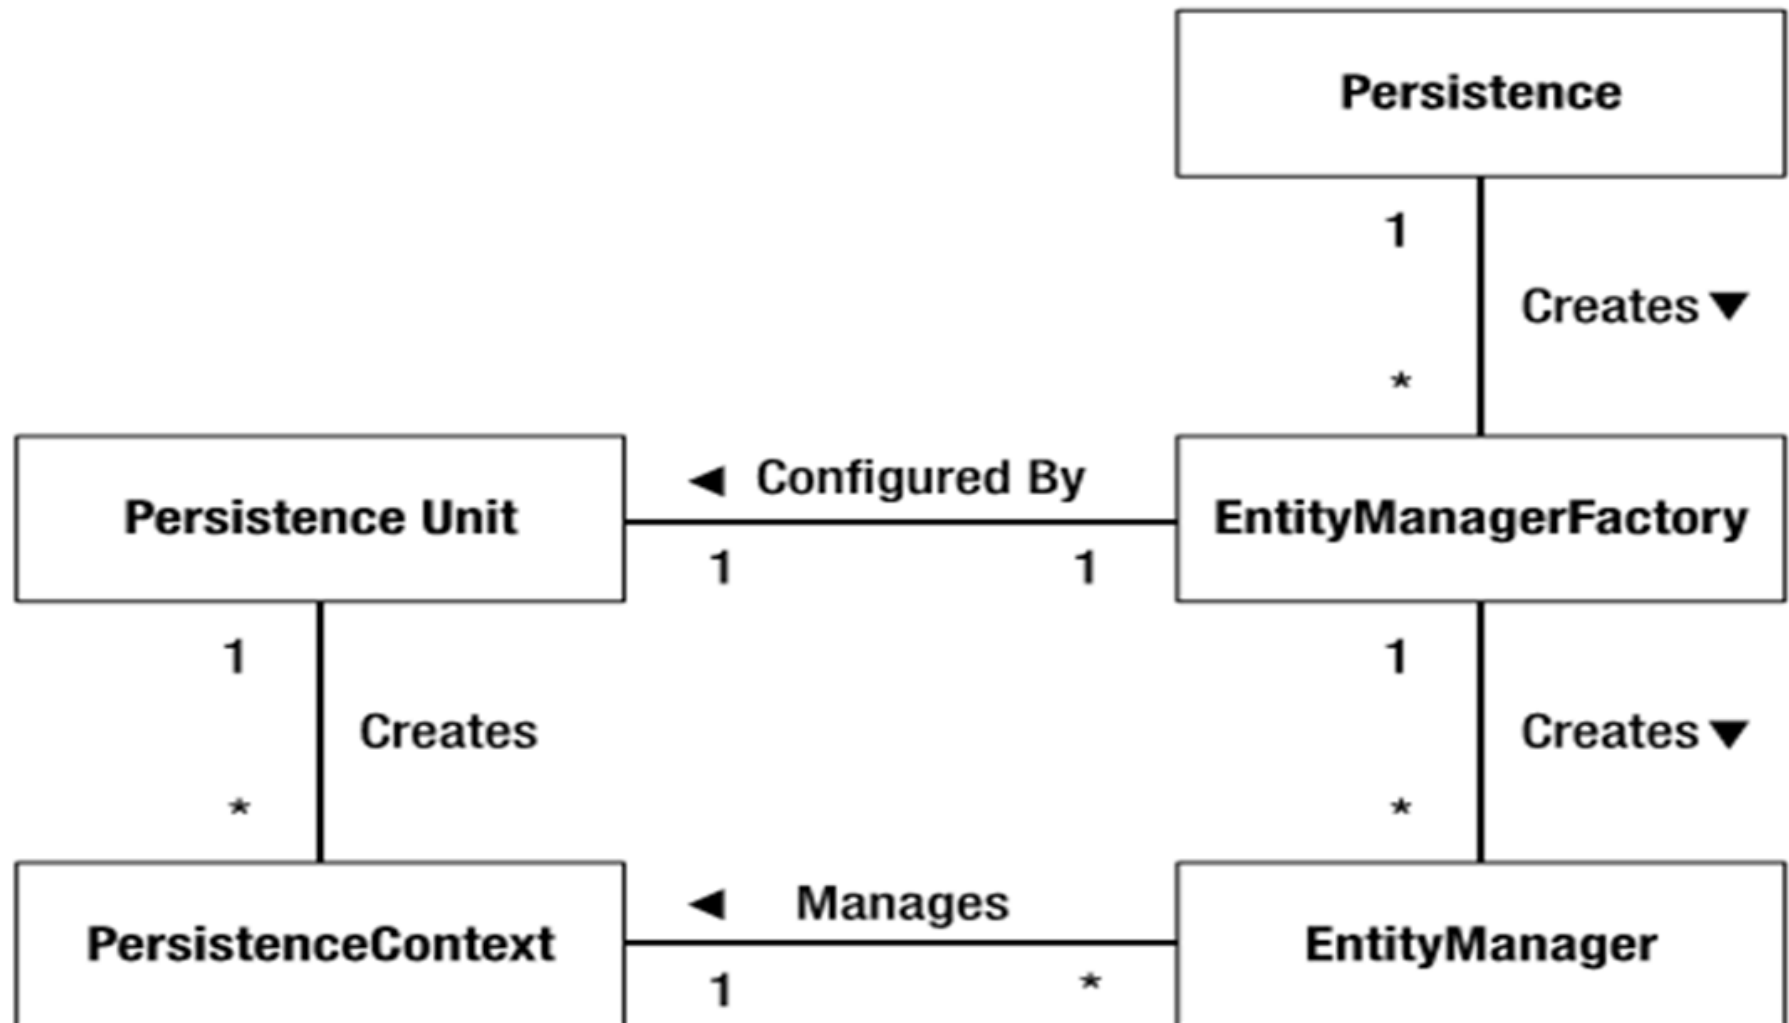 Persistence
1
Creates ▼
*
◄ Configured By
Persistence Unit
EntityManagerFactory
1
1
1
1
Creates
Creates ▼
*
*
◄ Manages
PersistenceContext
EntityManager
1
*